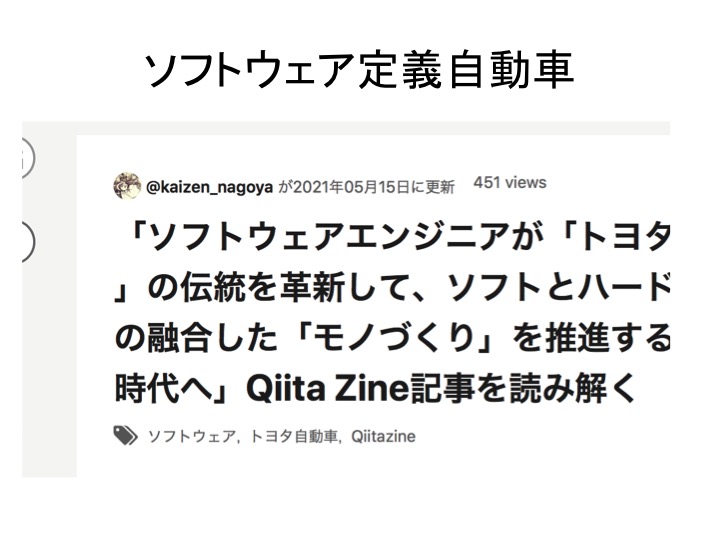 ソフトウェア定義自動車
@kaizen_nagoya が2021年05月15日に更新 451 views
「ソフトウェアエンジニアが「トヨタ
」の伝統を革新して、ソフトとハード
の融合した「モノづくり」を推進する
時代へ」Qiita Zine記事を読み解く
ソフトウェア, トヨタ自動車, Qiitazine